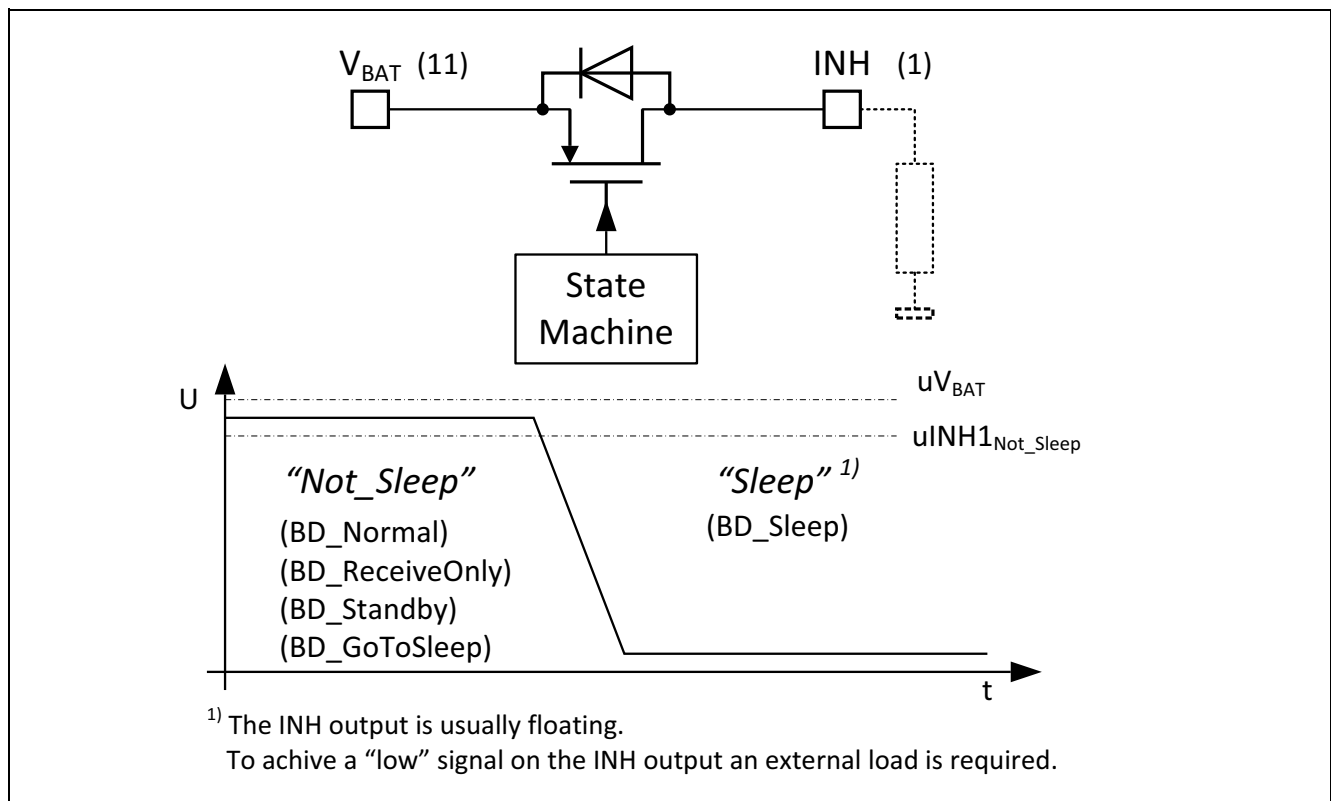 V_BAT (11)
INH (1)
State
Machine
U
uV_BAT
uINH1_Not_Sleep
“Not_Sleep”
“Sleep” 1)
(BD_Normal)
(BD_Sleep)
(BD_ReceiveOnly)
(BD_Standby)
(BD_GoToSleep)
t
1) The INH output is usually floating.
To achive a “low” signal on the INH output an external load is required.